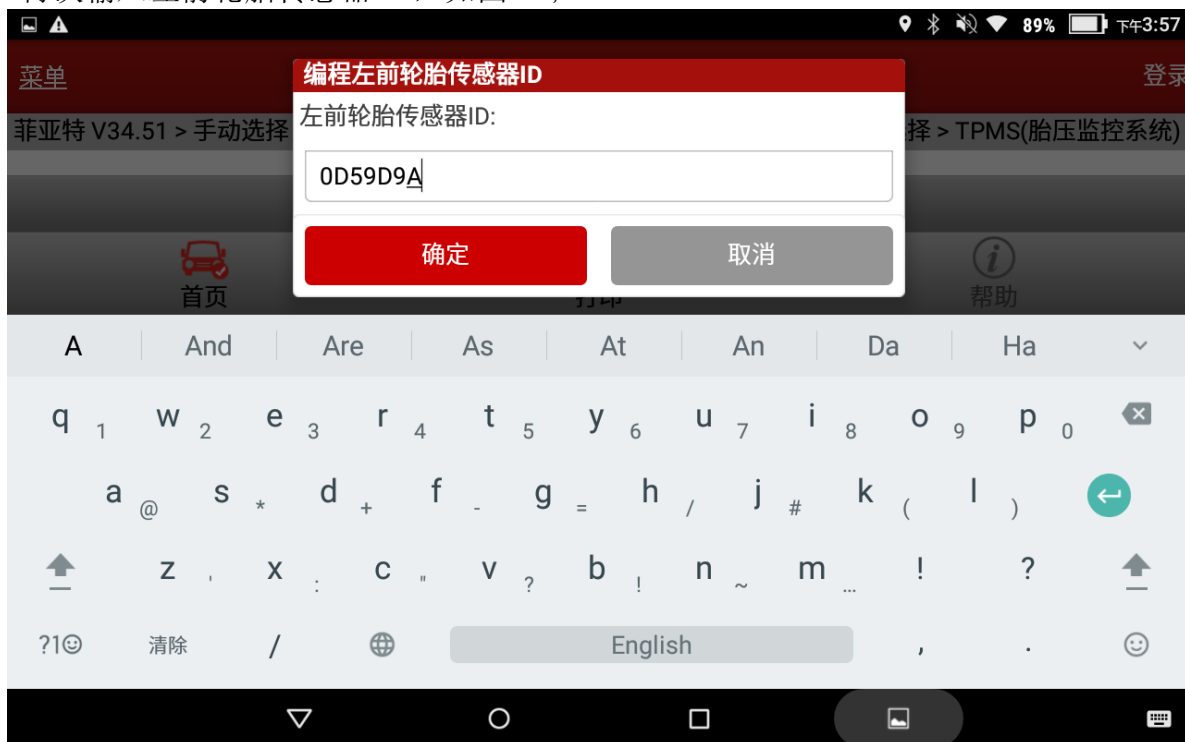 89% 下午3:57
菜单 编程左前轮胎传感器ID 登录
菲亚特 V34.51 > 手动选择 择 > TPMS(胎压监控系统)
左前轮胎传感器ID:
0D59D9A
确定 取消
首页 打印 帮助
A And Are As At An Da Ha
q 1 w 2 e 3 r 4 t 5 y 6 u 7 i 8 o 9 p 0
a @ s * d + f - g = h / j # k ( l )
z ' x : c " v ? b ! n ~ m ... ! ?
?1☺ 清除 / English , .